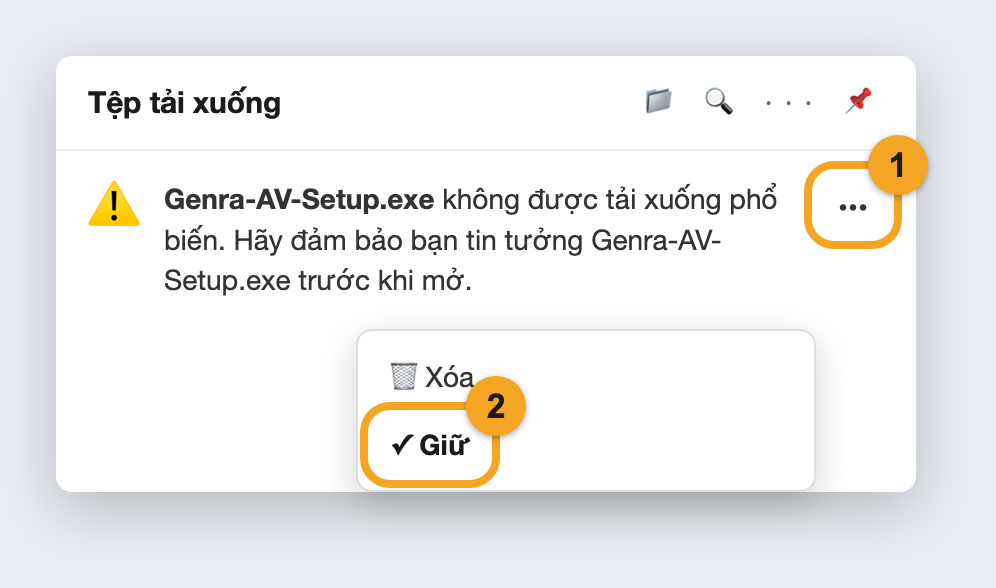 Tệp tải xuống
1
Genra-AV-Setup.exe không được tải xuống phổ
biến. Hãy đảm bảo bạn tin tưởng Genra-AV-
Setup.exe trước khi mở.
Xóa
2
✓ Giữ